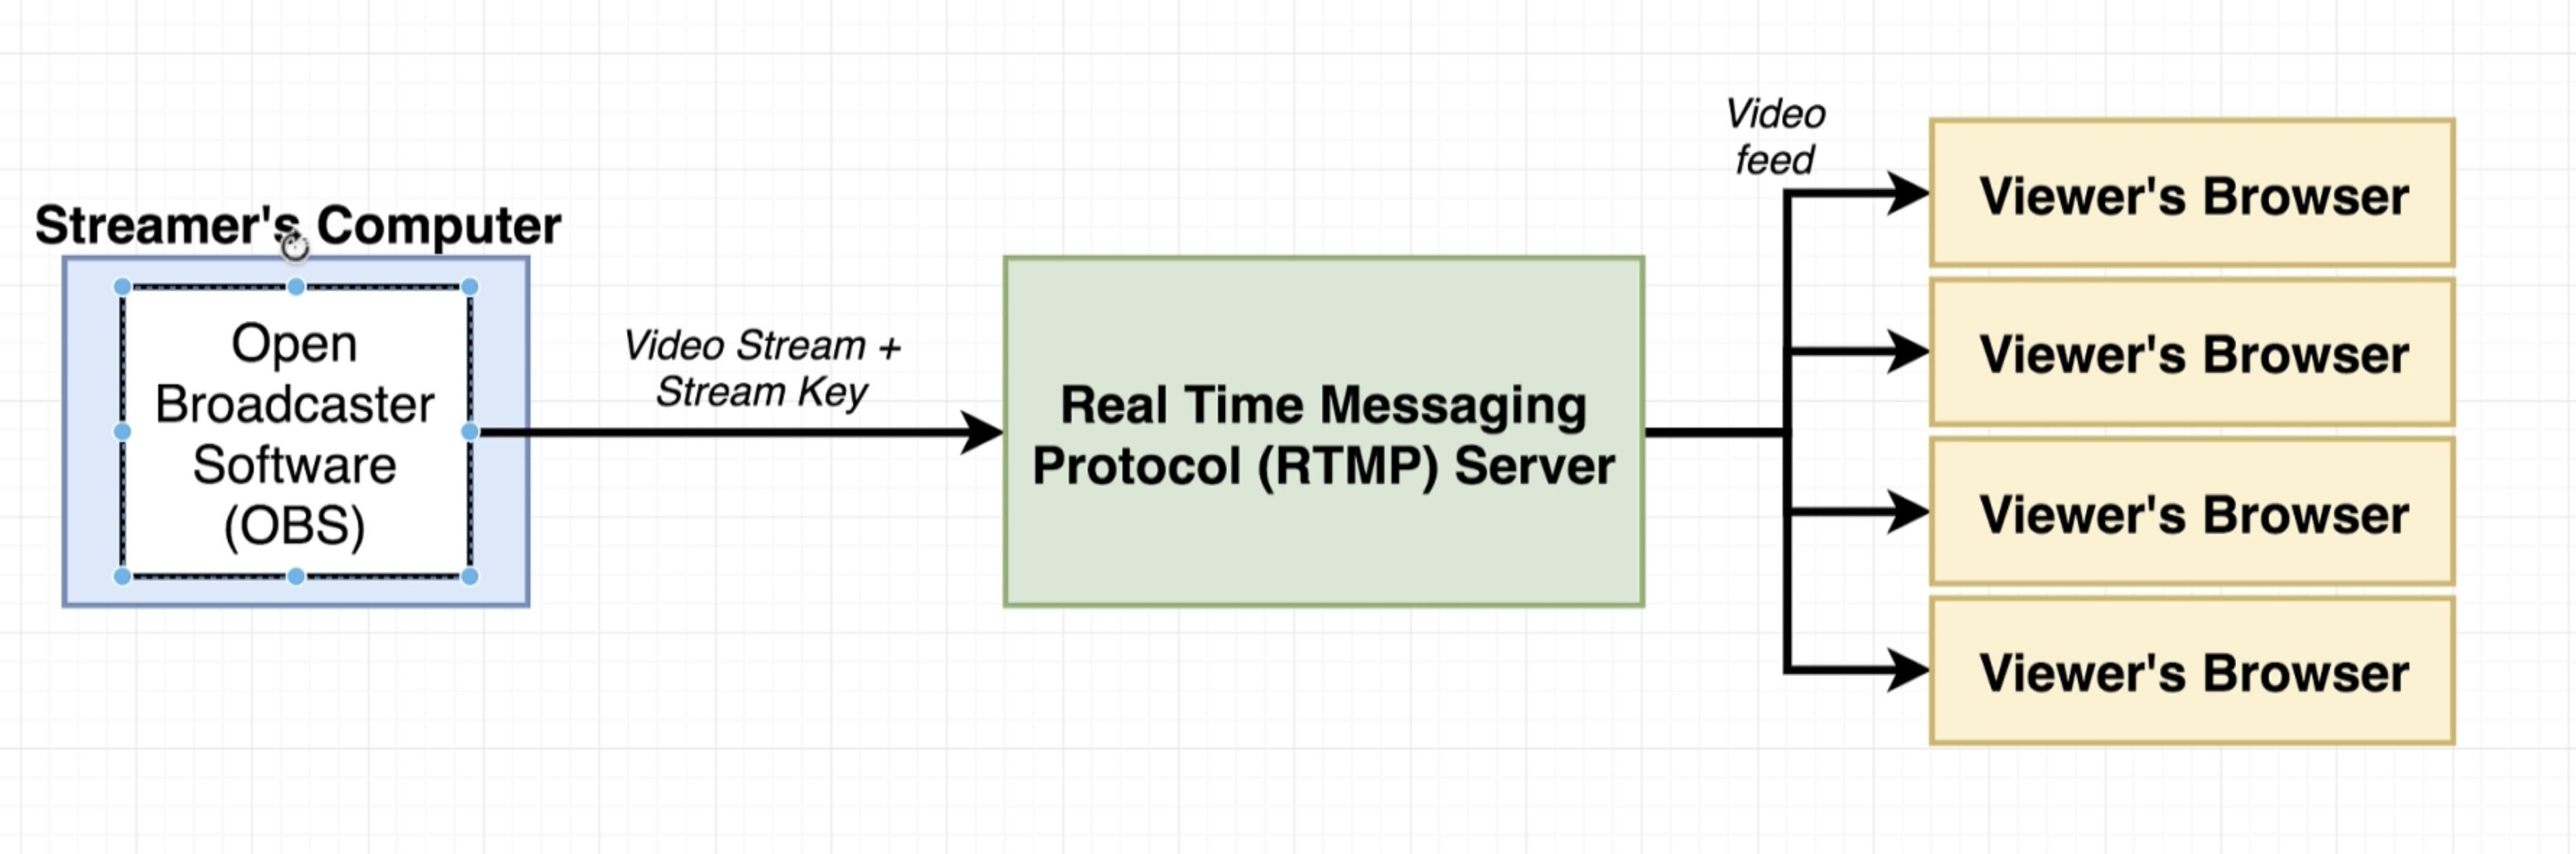 Streamer's Computer
Open
Broadcaster
Software
(OBS)
Video Stream +
Stream Key
Real Time Messaging
Protocol (RTMP) Server
Video
feed
Viewer's Browser
Viewer's Browser
Viewer's Browser
Viewer's Browser